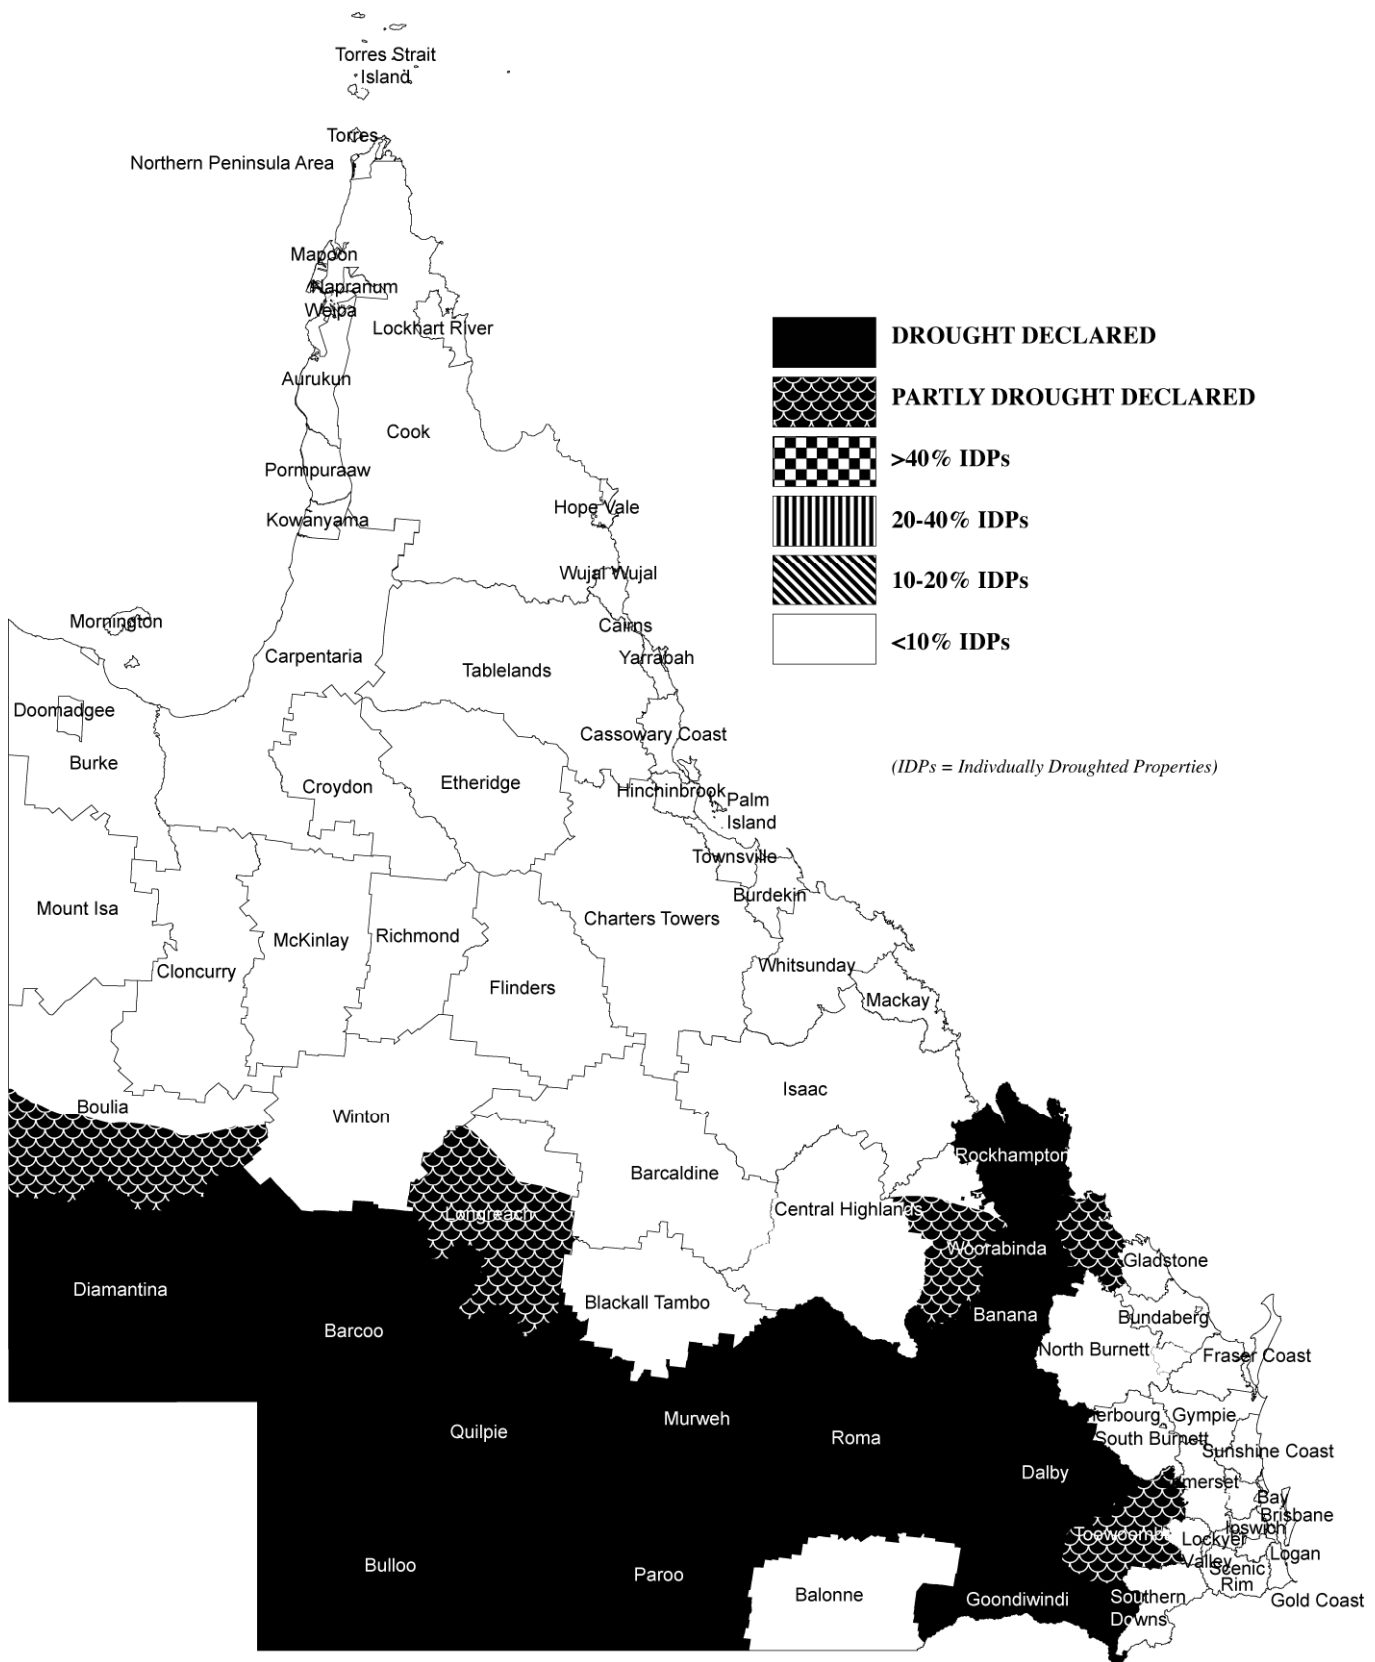 Torres Strait
Island
Torres
Northern Peninsula Area
Mapoon
Napranum
Weipa
Lockhart River
DROUGHT DECLARED
Aurukun
PARTLY DROUGHT DECLARED
Cook
>40% IDPs
Pormpuraaw
Hope Vale
Kowanyama
20-40% IDPs
Wujal Wujal
10-20% IDPs
Mornington
Cairns
<10% IDPs
Carpentaria
Yarrabah
Tablelands
Doomadgee
Cassowary Coast
Burke
(IDPs = Indivdually Droughted Properties)
Croydon
Etheridge
Hinchinbrook
Palm
Island
Townsville
Burdekin
Mount Isa
Charters Towers
McKinlay
Richmond
Cloncurry
Whitsunday
Flinders
Mackay
Isaac
Boulia
Winton
Rockhampton
Barcaldine
Longreach
Central Highlands
Woorabinda
Gladstone
Diamantina
Blackall Tambo
Banana
Bundaberg
Barcoo
North Burnett
Fraser Coast
Murweh
erbourg
Gympie
Quilpie
Roma
South Burnett
Sunshine Coast
Dalby
merset
Bay
Brisbane
Ipswich
Toowoomba
Lockyer
Valley
Logan
Bulloo
Paroo
Scenic
Rim
Balonne
Goondiwindi
Southern
Downs
Gold Coast